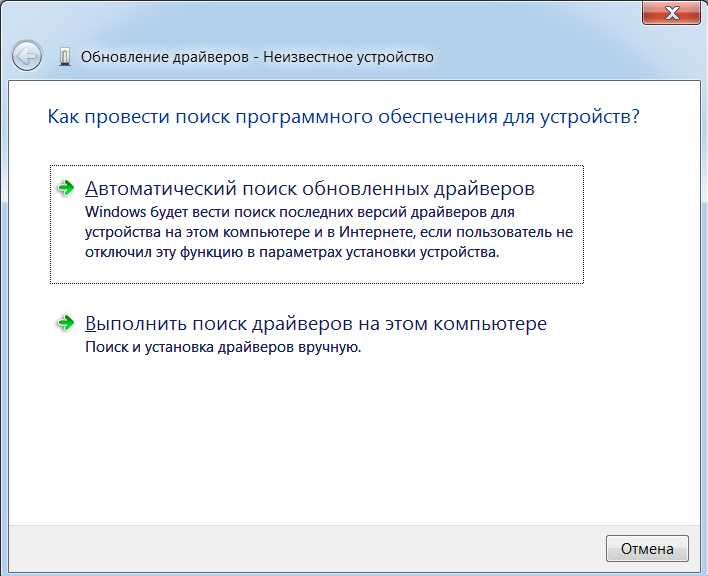 Обновление драйверов - Неизвестное устройство
Как провести поиск программного обеспечения для устройств?
Автоматический поиск обновленных драйверов
Windows будет вести поиск последних версий драйверов для
устройства на этом компьютере и в Интернете, если пользователь не
отключил эту функцию в параметрах установки устройства.
Выполнить поиск драйверов на этом компьютере
Поиск и установка драйверов вручную.
Отмена